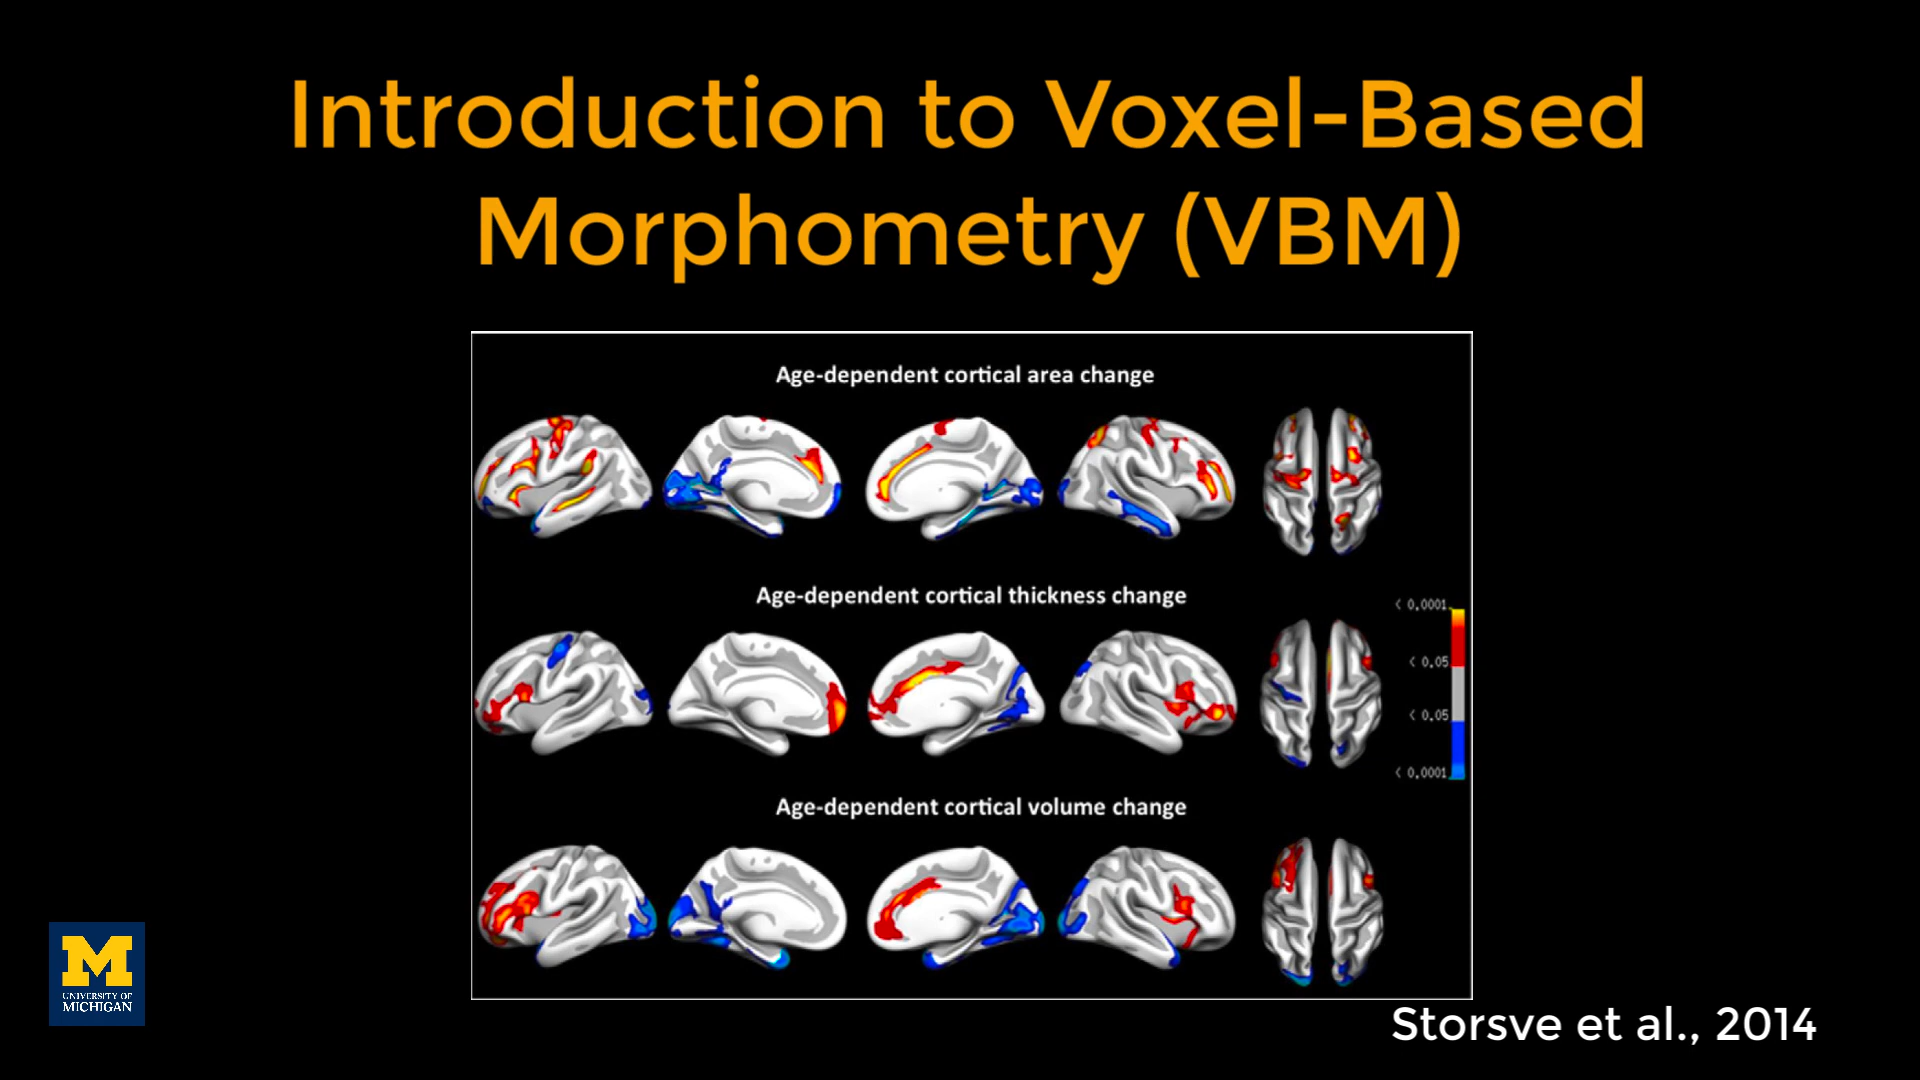 Introduction to Voxel-Based
Morphometry (VBM)
Age-dependent cortical area change
Age-dependent cortical thickness change
< 0.0001
< 0.05
< 0.05
< 0.0001
Age-dependent cortical volume change
M
UNIVERSITY OF
MICHIGAN
Storsve et al., 2014